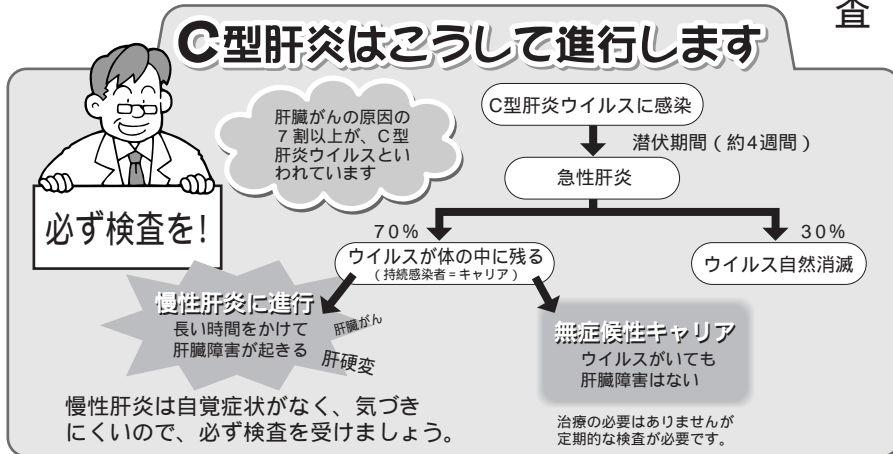 査
C型肝炎はこうして進行します
肝臓がんの原因の
7割以上が、C型
肝炎ウイルスとい
われています
必ず検査を!
C型肝炎ウイルスに感染
潜伏期間(約4週間)
急性肝炎
70%
30%
ウイルスが体の中に残る
(持続感染者=キャリア)
ウイルス自然消滅
慢性肝炎に進行
長い時間をかけて
肝臓障害が起きる
肝臓がん
肝硬変
無症候性キャリア
ウイルスがいても
肝臓障害はない
慢性肝炎は自覚症状がなく、気づき
にくいので、必ず検査を受けましょう。
治療の必要はありませんが
定期的な検査が必要です。